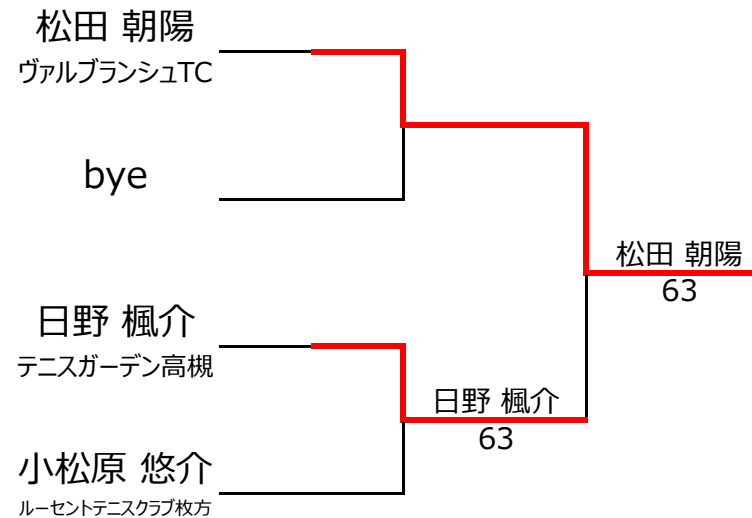 松田 朝陽
ヴァルブランシュTC
bye
日野 楓介
テニスガーデン高槻
小松原 悠介
ルーセントテニスクラブ枚方
日野 楓介
63
松田 朝陽
63